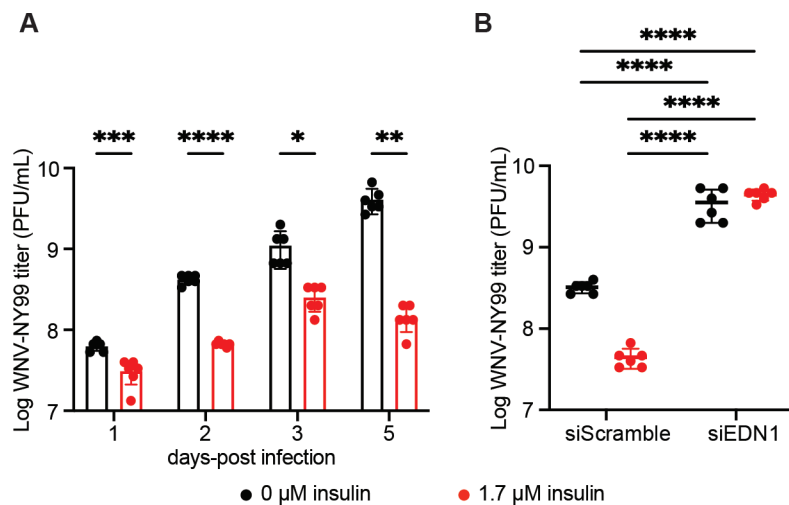 A
***
****
*
**
Log WNV-NY99 titer (PFU/mL)
10
9
8
7
1
2
3
5
days-post infection
B
****
****
****
****
Log WNV-NY99 titer (PFU/mL)
10
9
8
7
siScramble
siEDN1
0 µM insulin
1.7 µM insulin